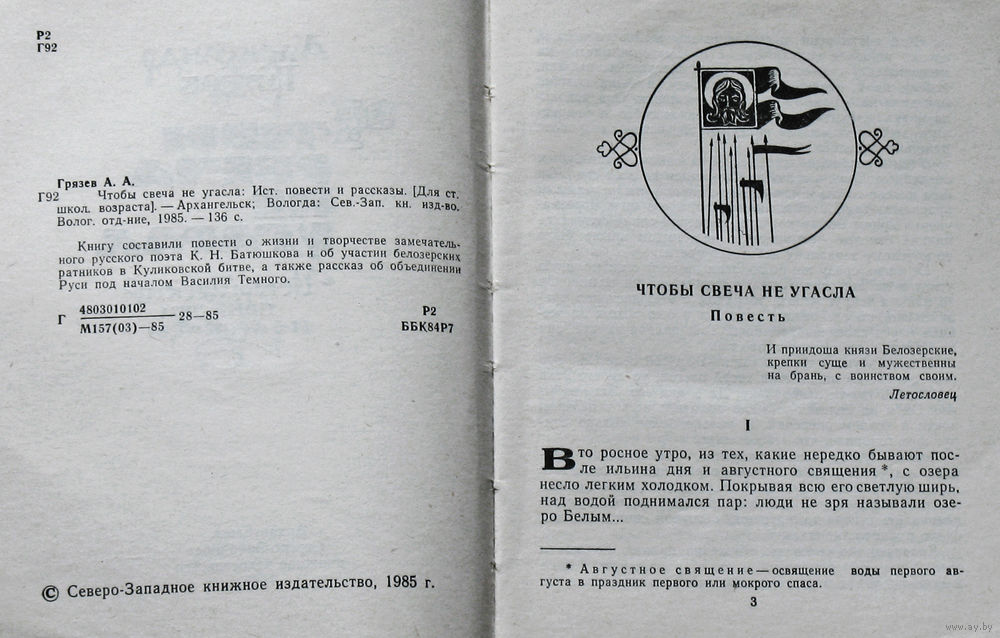 Р2
Г92
Грязев А. А.
Г92 Чтобы свеча не угасла: Ист. повести и рассказы. [Для ст.
школ. возраста]. — Архангельск; Вологда: Сев.-Зап. кн. изд-во.
Волог. отд-ние, 1985. — 136 с.
Книгу составили повести о жизни и творчестве замечатель-
ного русского поэта К. Н. Батюшкова и об участии белозерских
ратников в Куликовской битве, а также рассказ об объединении
Руси под началом Василия Темного.
Г 4803010102 28—85 Р2
М157(03)—85 ББК84Р7
© Северо-Западное книжное издательство, 1985 г.
ЧТОБЫ СВЕЧА НЕ УГАСЛА
Повесть
И приидоша князи Белозерские,
крепки суще и мужественны
на брань, с воинством своим.
Летословец
I
В то росное утро, из тех, какие нередко бывают пос-
ле ильина дня и августного священия *, с озера
несло легким холодком. Покрывая всю его светлую ширь,
над водой поднимался пар: люди не зря называли озе-
ро Белым...
* Августное священие — освящение воды первого ав-
густа в праздник первого или мокрого спаса.
3
www.ay.by